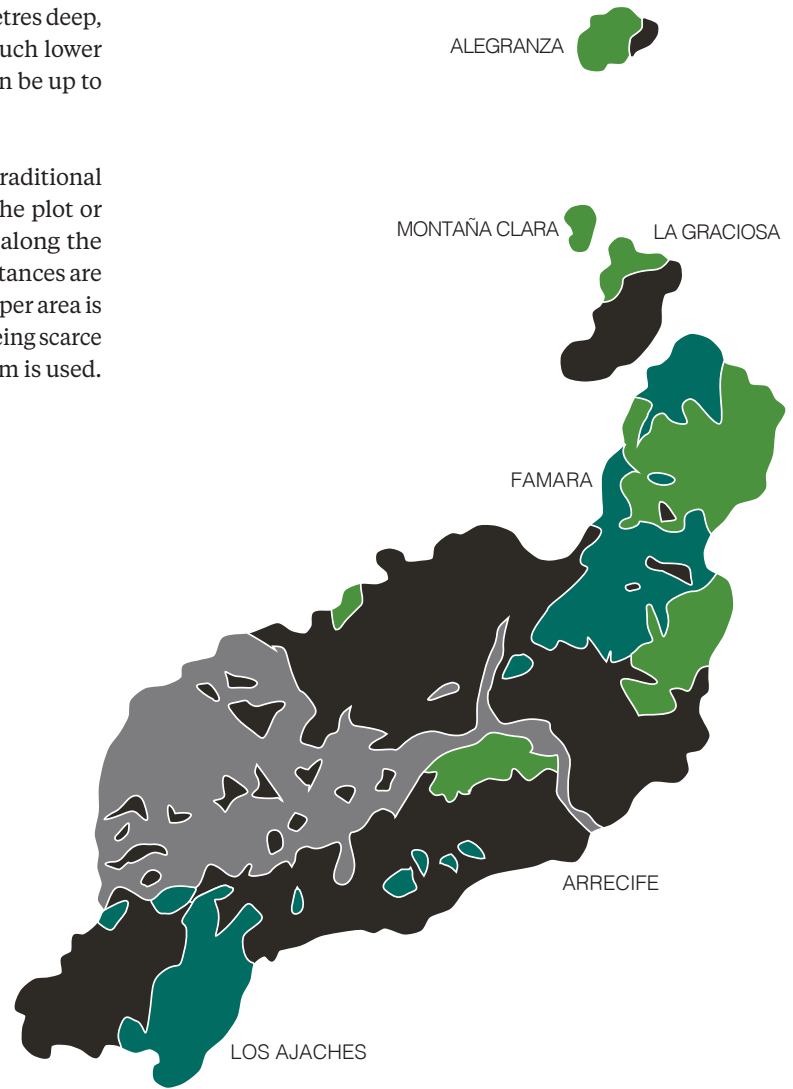 etres deep,
uch lower
n be up to
raditional
he plot or
along the
tances are
per area is
eing scarce
m is used.
ALEGRANZA
MONTAÑA CLARA
LA GRACIOSA
FAMARA
ARRECIFE
LOS AJACHES